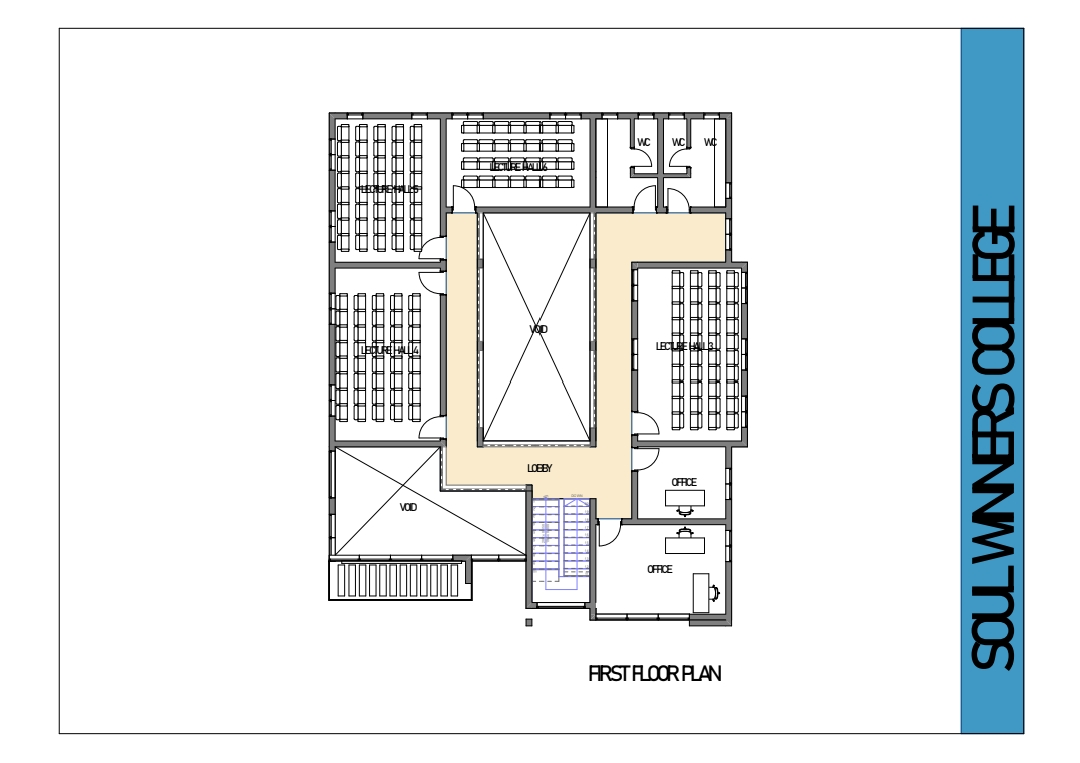 WC
WC
WC
LECTURE HALL 6
LECTURE HALL 5
VOID
LECTURE HALL 3
LECTURE HALL 4
LOBBY
OFFICE
VOID
OFFICE
FIRST FLOOR PLAN
SOUL WINNERS COLLEGE